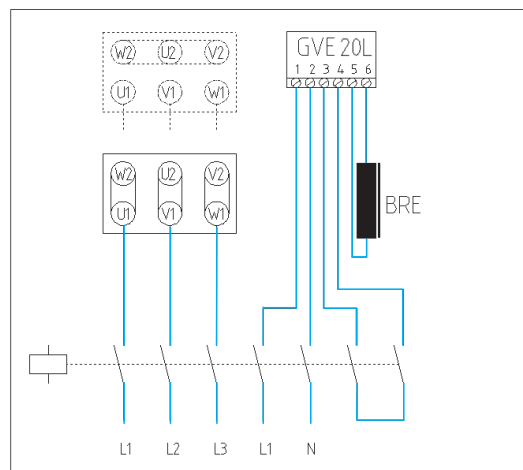 W2 U2 V2
U1 V1 W1
W2 U2 V2
U1 V1 W1
GVE 20L
1 2 3 4 5 6
BRE
L1 L2 L3 L1 N